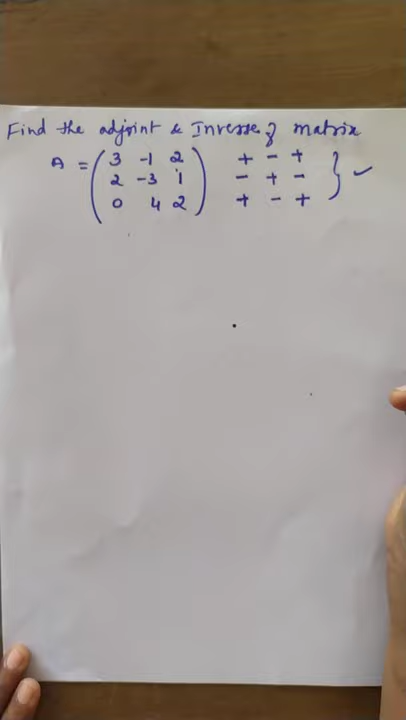 Find the adjoint & Inverse of matrix
A = ( 3 -1 2 ) + - +
2 -3 1 - + - } ✓
0 4 2 + - +